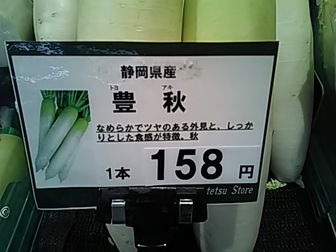 静岡県産
トヨ アキ
豊 秋
なめらかでツヤのある外見と、しっか
りとした食感が特徴。秋
1本 158 円
tetsu Store